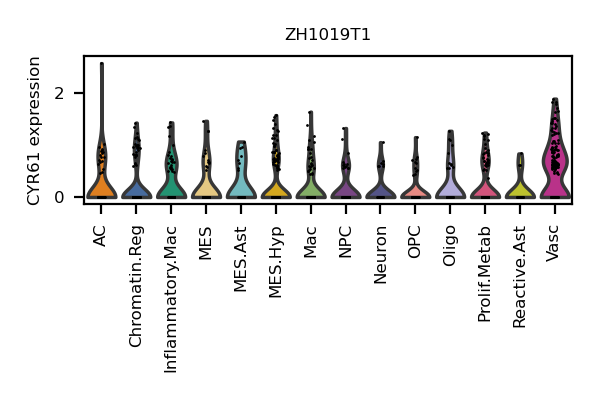 ZH1019T1
CYR61 expression
2
0
AC
Chromatin.Reg
Inflammatory.Mac
MES
MES.Ast
MES.Hyp
Mac
NPC
Neuron
OPC
Oligo
Prolif.Metab
Reactive.Ast
Vasc